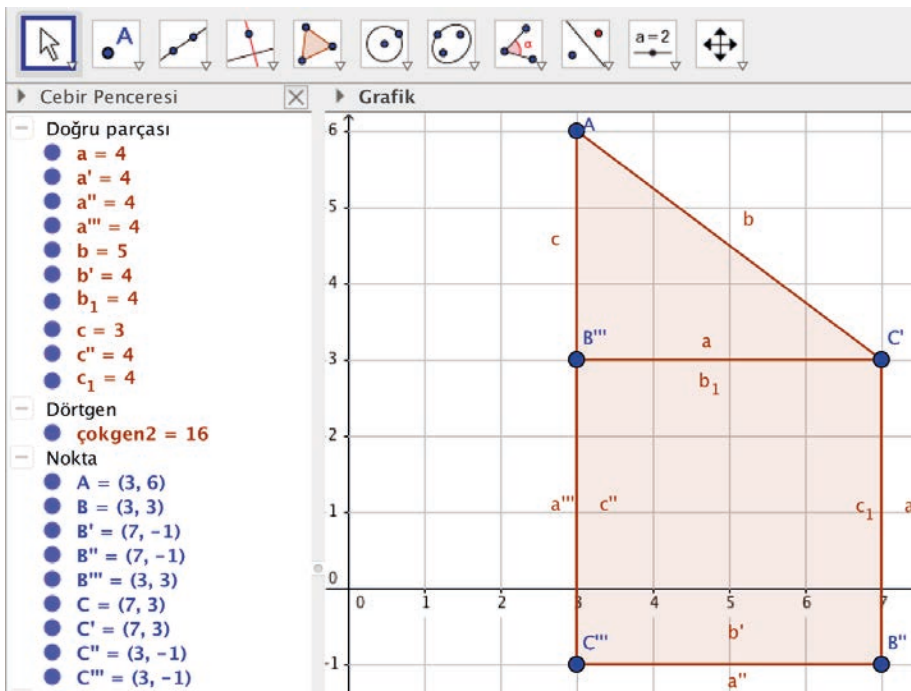 A
α
a=2
Cebir Penceresi
Grafik
Doğru parçası
a = 4
a' = 4
a'' = 4
a''' = 4
b = 5
b' = 4
b₁ = 4
c = 3
c'' = 4
c₁ = 4
Dörtgen
çokgen2 = 16
Nokta
A = (3, 6)
B = (3, 3)
B' = (7, -1)
B'' = (7, -1)
B''' = (3, 3)
C = (7, 3)
C' = (7, 3)
C'' = (3, -1)
C''' = (3, -1)
6
A
5
b
c
4
B'''
a
C'
3
b₁
2
1
a'''
c''
c₁
a
0
0
1
2
3
4
5
6
7
b'
C'''
B''
-1
a''